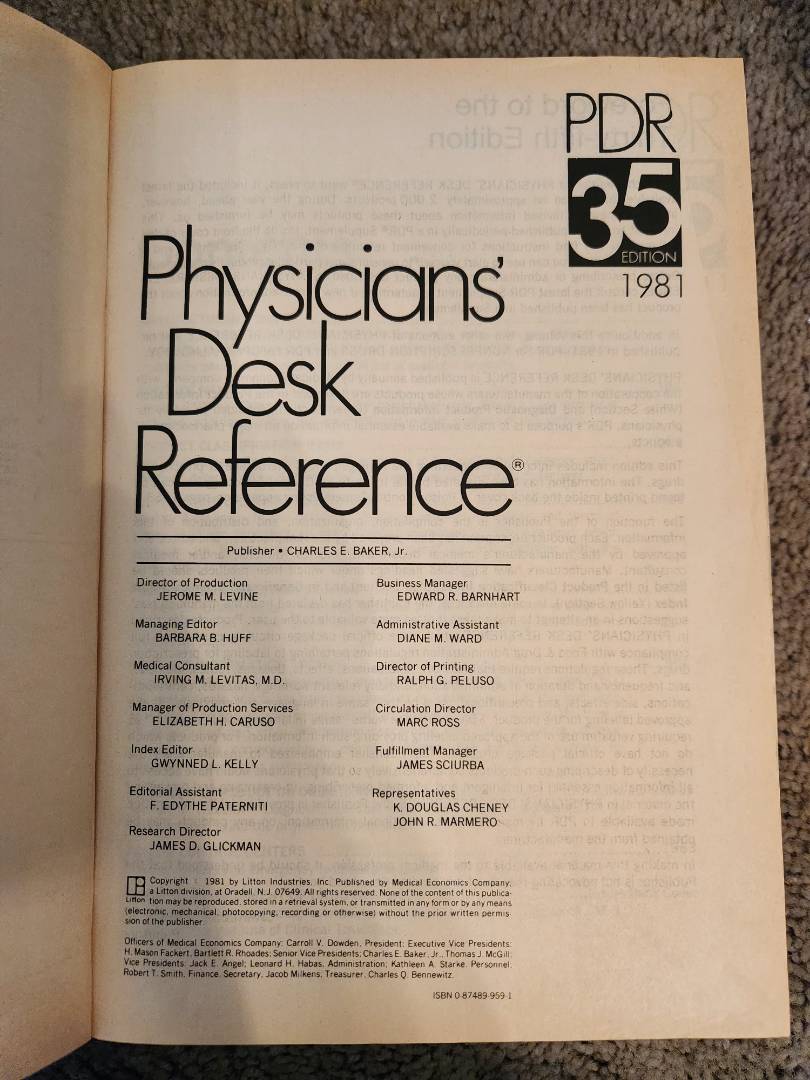 PDR
35
EDITION
1981
Physicians'
Desk
Reference®
Publisher • CHARLES E. BAKER, Jr.
Director of Production
JEROME M. LEVINE
Managing Editor
BARBARA B. HUFF
Medical Consultant
IRVING M. LEVITAS, M.D.
Manager of Production Services
ELIZABETH H. CARUSO
Index Editor
GWYNNED L. KELLY
Editorial Assistant
F. EDYTHE PATERNITI
Research Director
JAMES D. GLICKMAN
Business Manager
EDWARD R. BARNHART
Administrative Assistant
DIANE M. WARD
Director of Printing
RALPH G. PELUSO
Circulation Director
MARC ROSS
Fulfillment Manager
JAMES SCIURBA
Representatives
K. DOUGLAS CHENEY
JOHN R. MARMERO
Litton
Copyright 1981 by Litton Industries, Inc. Published by Medical Economics Company,
a Litton division, at Oradell, N.J. 07649. All rights reserved. None of the content of this publica-
tion may be reproduced, stored in a retrieval system, or transmitted in any form or by any means
(electronic, mechanical, photocopying, recording or otherwise) without the prior written permis-
sion of the publisher.
Officers of Medical Economics Company: Carroll V. Dowden, President; Executive Vice Presidents:
H. Mason Fackert, Bartlett R. Rhoades; Senior Vice Presidents; Charles E. Baker, Jr., Thomas J. McGill;
Vice Presidents: Jack E. Angel; Leonard H. Habas, Administration; Kathleen A. Starke, Personnel;
Robert T. Smith, Finance. Secretary, Jacob Milkens; Treasurer, Charles O. Bennewitz.
ISBN 0-87489-959-1